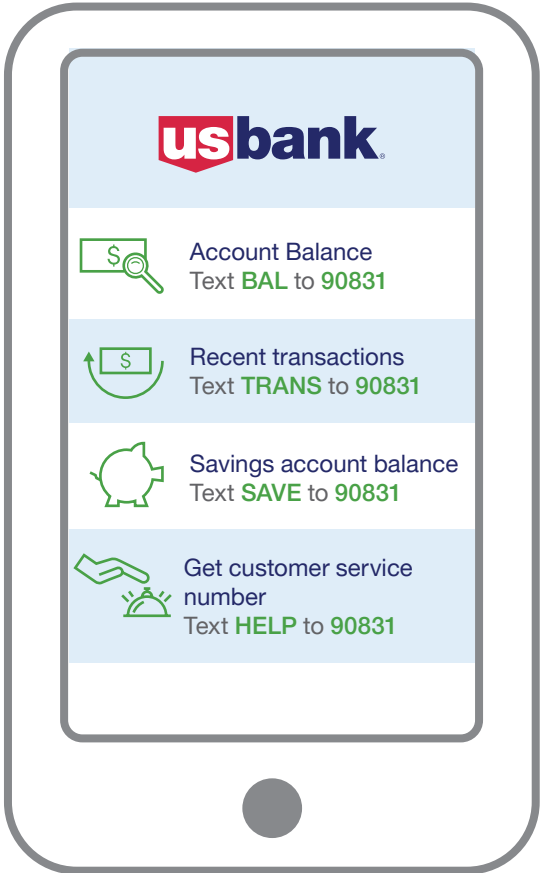 usbank®
$
Account Balance
Text BAL to 90831
$
Recent transactions
Text TRANS to 90831
Savings account balance
Text SAVE to 90831
Get customer service
number
Text HELP to 90831